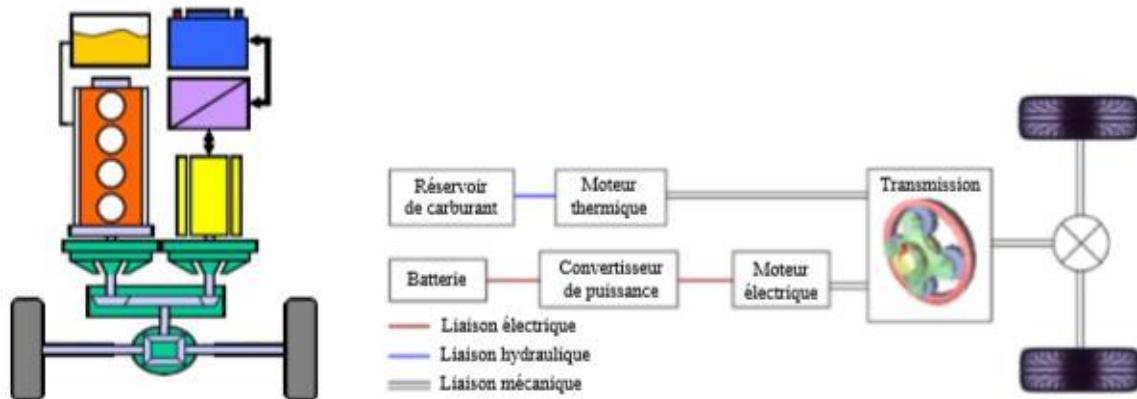 Réservoir
de carburant
Moteur
thermique
Transmission
Batterie
Convertisseur
de puissance
Moteur
électrique
Liaison électrique
Liaison hydraulique
Liaison mécanique